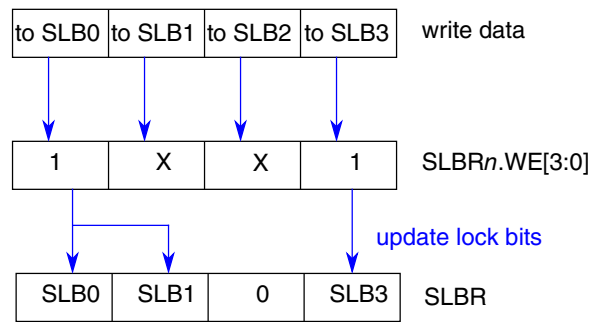 to SLB0 to SLB1 to SLB2 to SLB3 write data
1 X X 1 SLBRn.WE[3:0]
update lock bits
SLB0 SLB1 0 SLB3 SLBR